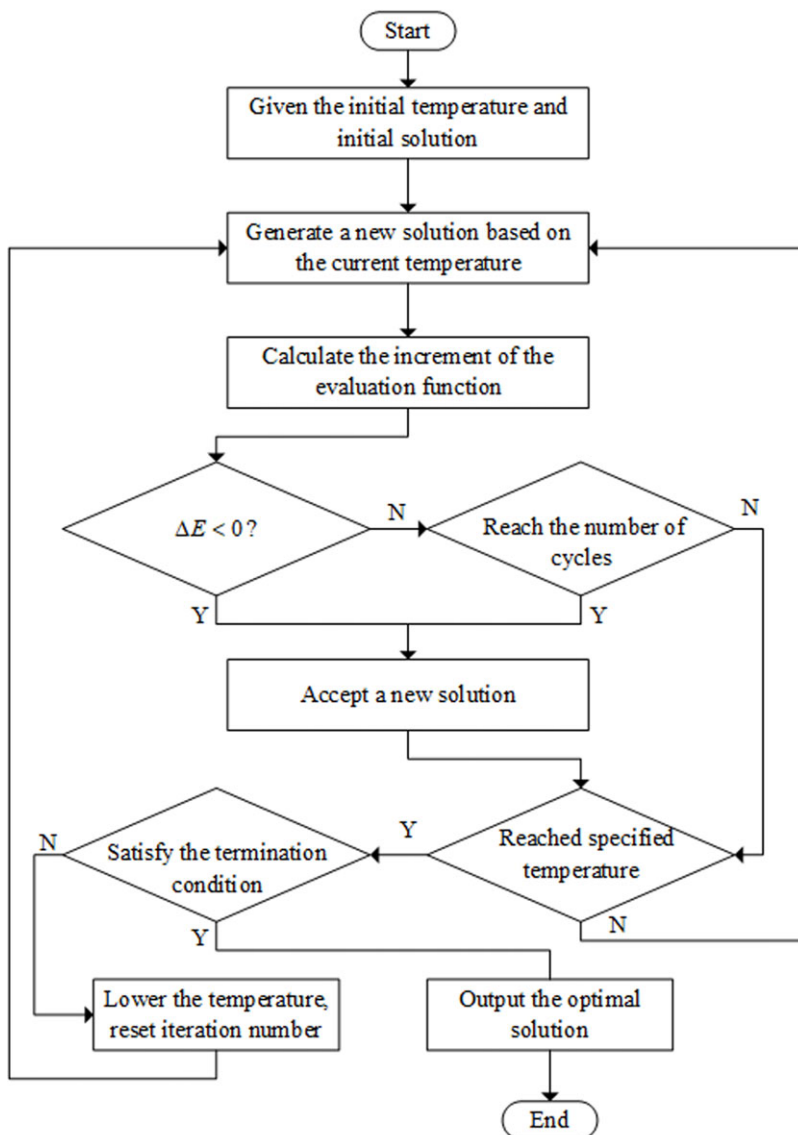 Start
Given the initial temperature and
initial solution
Generate a new solution based on
the current temperature
Calculate the increment of the
evaluation function
ΔE < 0 ?
N
Reach the number of
cycles
N
Y
Y
Accept a new solution
N
Satisfy the termination
condition
Y
Reached specified
temperature
Y
N
Lower the temperature,
reset iteration number
Output the optimal
solution
End